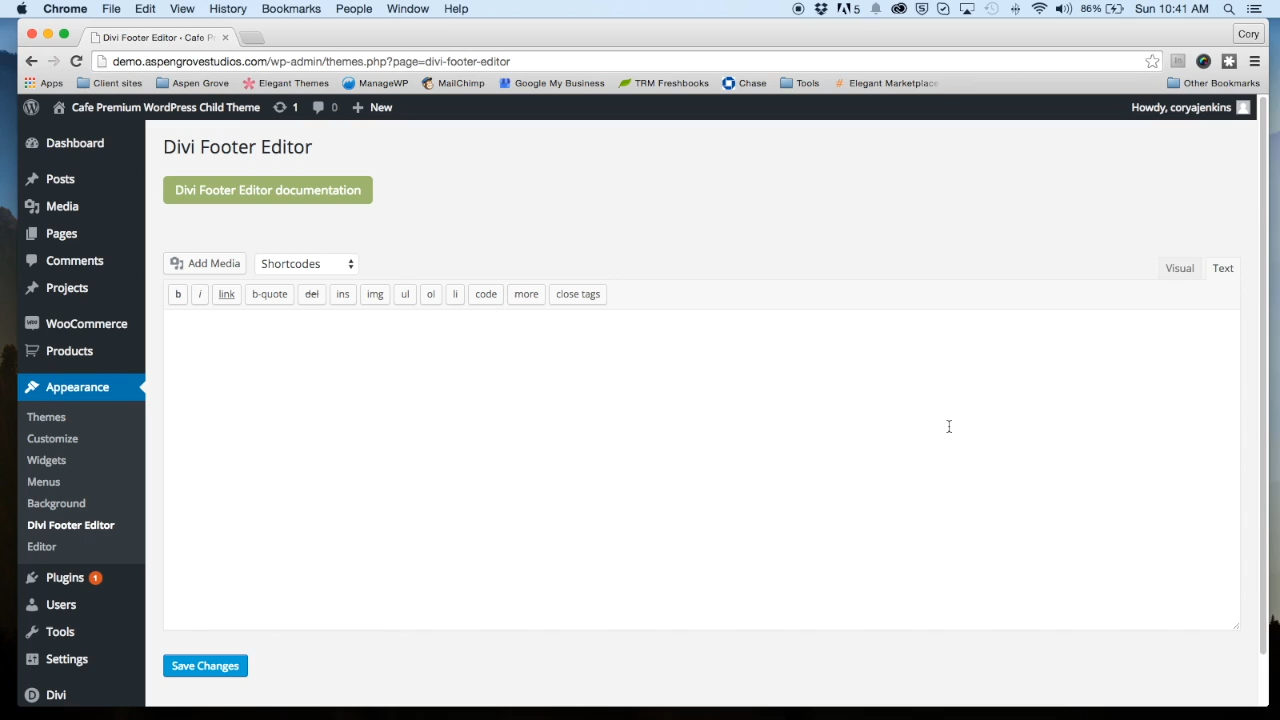 Chrome File Edit View History Bookmarks People Window Help 5 86% Sun 10:41 AM
Divi Footer Editor ‹ Cafe P Cory
demo.aspengrovestudios.com/wp-admin/themes.php?page=divi-footer-editor
Apps Client sites Aspen Grove Elegant Themes ManageWP MailChimp Google My Business TRM Freshbooks Chase Tools Elegant Marketplace Other Bookmarks
Cafe Premium WordPress Child Theme 1 0 New Howdy, coryajenkins
Dashboard
Posts
Media
Pages
Comments
Projects
WooCommerce
Products
Appearance
Themes
Customize
Widgets
Menus
Background
Divi Footer Editor
Editor
Plugins 1
Users
Tools
Settings
D Divi
Divi Footer Editor
Divi Footer Editor documentation
Add Media Shortcodes Visual Text
b i link b-quote del ins img ul ol li code more close tags
Save Changes